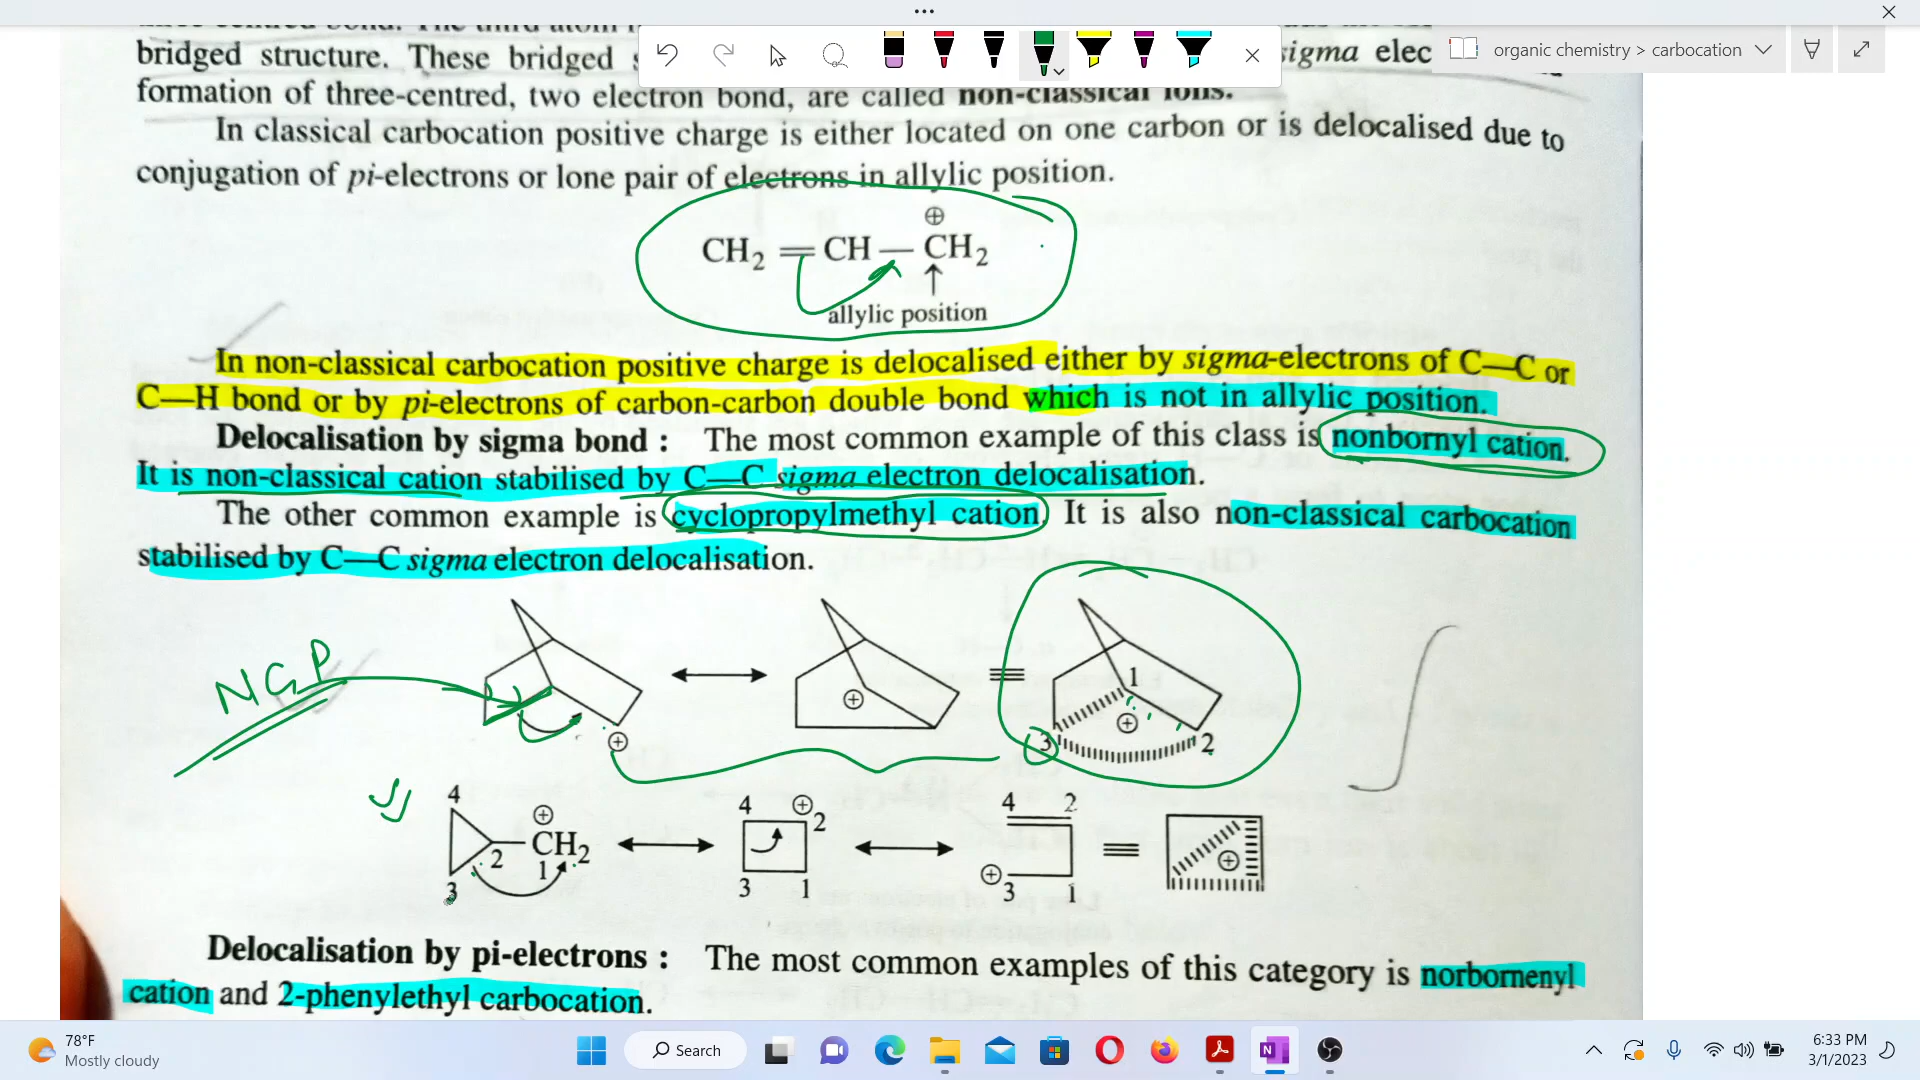 bridged structure. These bridged
sigma elec
organic chemistry > carbocation
formation of three-centred, two electron bond, are called non-classical ions.
In classical carbocation positive charge is either located on one carbon or is delocalised due to
conjugation of pi-electrons or lone pair of electrons in allylic position.
⊕
CH2 = CH — CH2
↑
allylic position
In non-classical carbocation positive charge is delocalised either by sigma-electrons of C—C or
C—H bond or by pi-electrons of carbon-carbon double bond which is not in allylic position.
Delocalisation by sigma bond : The most common example of this class is nonbornyl cation.
It is non-classical cation stabilised by C—C sigma electron delocalisation.
The other common example is cyclopropylmethyl cation. It is also non-classical carbocation
stabilised by C—C sigma electron delocalisation.
NGP
⊕ ↔ ⊕ ≡ 1 ⊕ 3 2
4 ⊕ CH2 2 1 3 ↔ 4 ⊕ 2 3 1 ↔ 4 2 ⊕ 3 1 ≡ ⊕
Delocalisation by pi-electrons : The most common examples of this category is norbornenyl
cation and 2-phenylethyl carbocation.
78°F
Mostly cloudy
Search
6:33 PM
3/1/2023